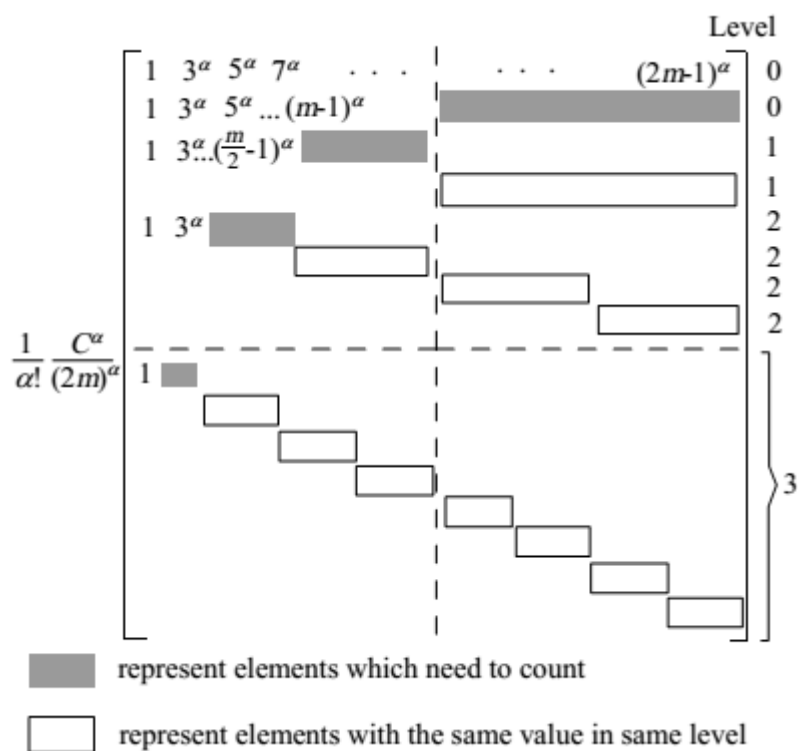 Level
1 3^α 5^α 7^α . . . . . . (2m-1)^α 0
1 3^α 5^α ... (m-1)^α 0
1 3^α...(m/2-1)^α 1
1
1 3^α 2
2
2
2
1/α! C^α/(2m)^α
1
3
represent elements which need to count
represent elements with the same value in same level